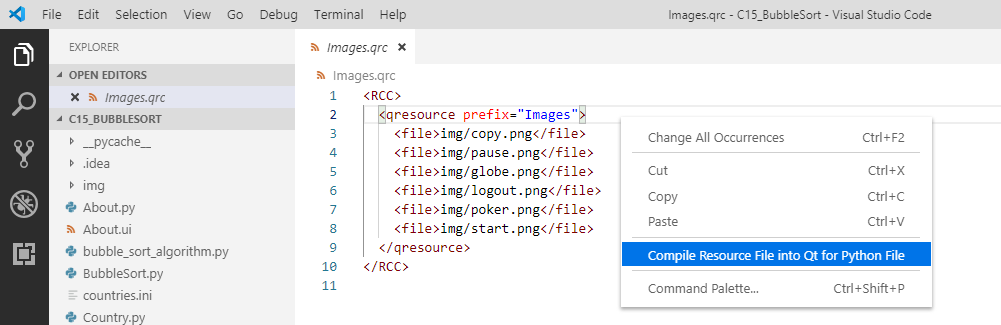 File Edit Selection View Go Debug Terminal Help Images.qrc - C15_BubbleSort - Visual Studio Code
EXPLORER
OPEN EDITORS
Images.qrc
C15_BUBBLESORT
__pycache__
.idea
img
About.py
About.ui
bubble_sort_algorithm.py
BubbleSort.py
countries.ini
Country.py
Images.qrc
Images.qrc
1 <RCC>
2 <qresource prefix="Images">
3 <file>img/copy.png</file>
4 <file>img/pause.png</file>
5 <file>img/globe.png</file>
6 <file>img/logout.png</file>
7 <file>img/poker.png</file>
8 <file>img/start.png</file>
9 </qresource>
10 </RCC>
11
Change All Occurrences Ctrl+F2
Cut Ctrl+X
Copy Ctrl+C
Paste Ctrl+V
Compile Resource File into Qt for Python File
Command Palette... Ctrl+Shift+P